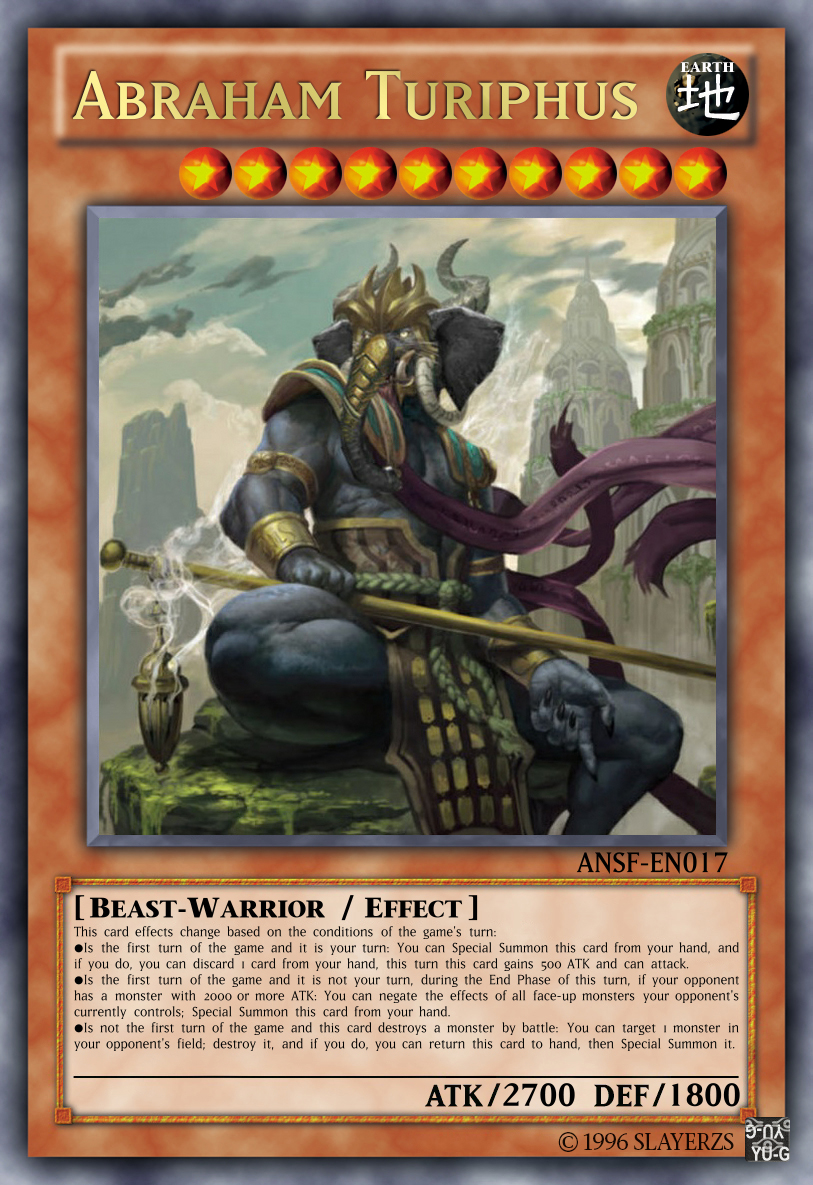 Abraham Turiphus
EARTH
地
ANSF-EN017
[ Beast-Warrior / Effect ]
This card effects change based on the conditions of the game's turn:
●Is the first turn of the game and it is your turn: You can Special Summon this card from your hand, and
if you do, you can discard 1 card from your hand, this turn this card gains 500 ATK and can attack.
●Is the first turn of the game and it is not your turn, during the End Phase of this turn, if your opponent
has a monster with 2000 or more ATK: You can negate the effects of all face-up monsters your opponent's
currently controls; Special Summon this card from your hand.
●Is not the first turn of the game and this card destroys a monster by battle: You can target 1 monster in
your opponent's field; destroy it, and if you do, you can return this card to hand, then Special Summon it.
ATK/2700 DEF/1800
© 1996 SLAYERZS
YU-G